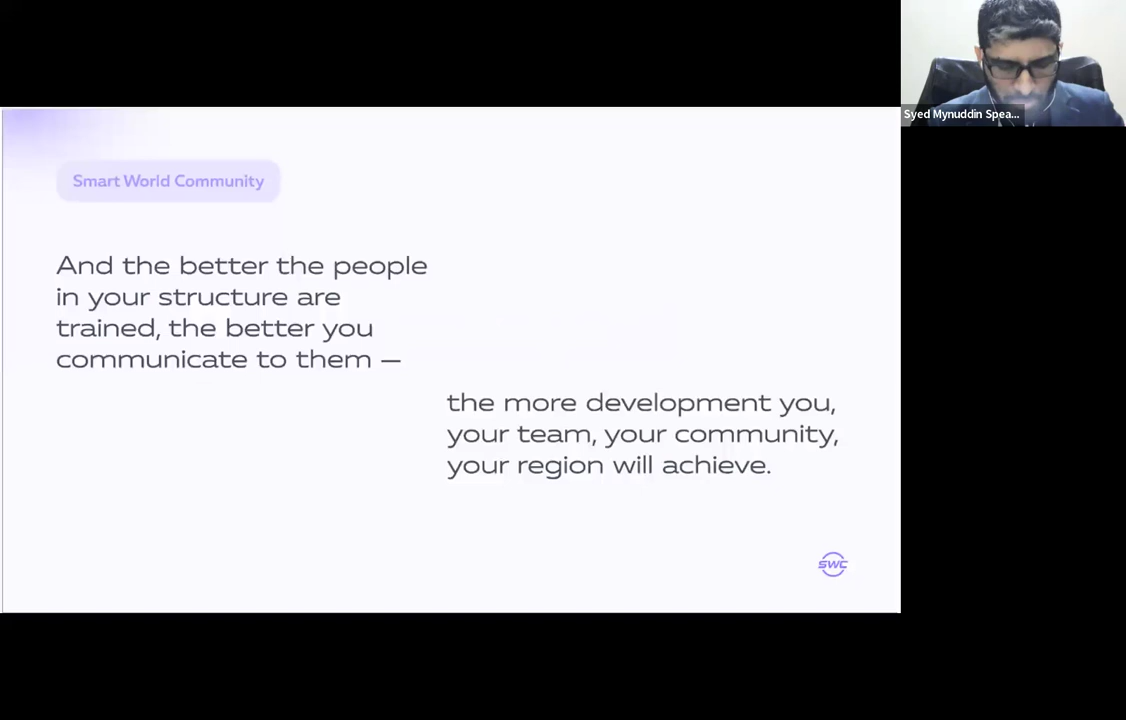 Syed Mynuddin Spea...
Smart World Community
And the better the people
in your structure are
trained, the better you
communicate to them —
the more development you,
your team, your community,
your region will achieve.
SWC